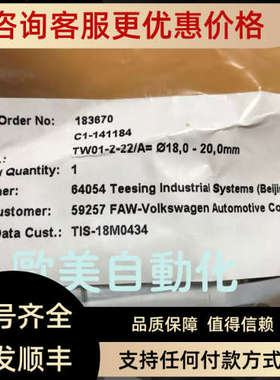 咨询客服更优惠价格
Order No: 183670
C1-141184
TW01-2-22/A= Ø18,0 - 20,0mm
Quantity: 1
64054 Teesing Industrial Systems (Beijin
Customer: 59257 FAW-Volkswagen Automotive Co
Data Cust.: TIS-18M0434
歐美自動化
号齐全 品质保障 值得信赖
发顺丰 支持任何付款方式